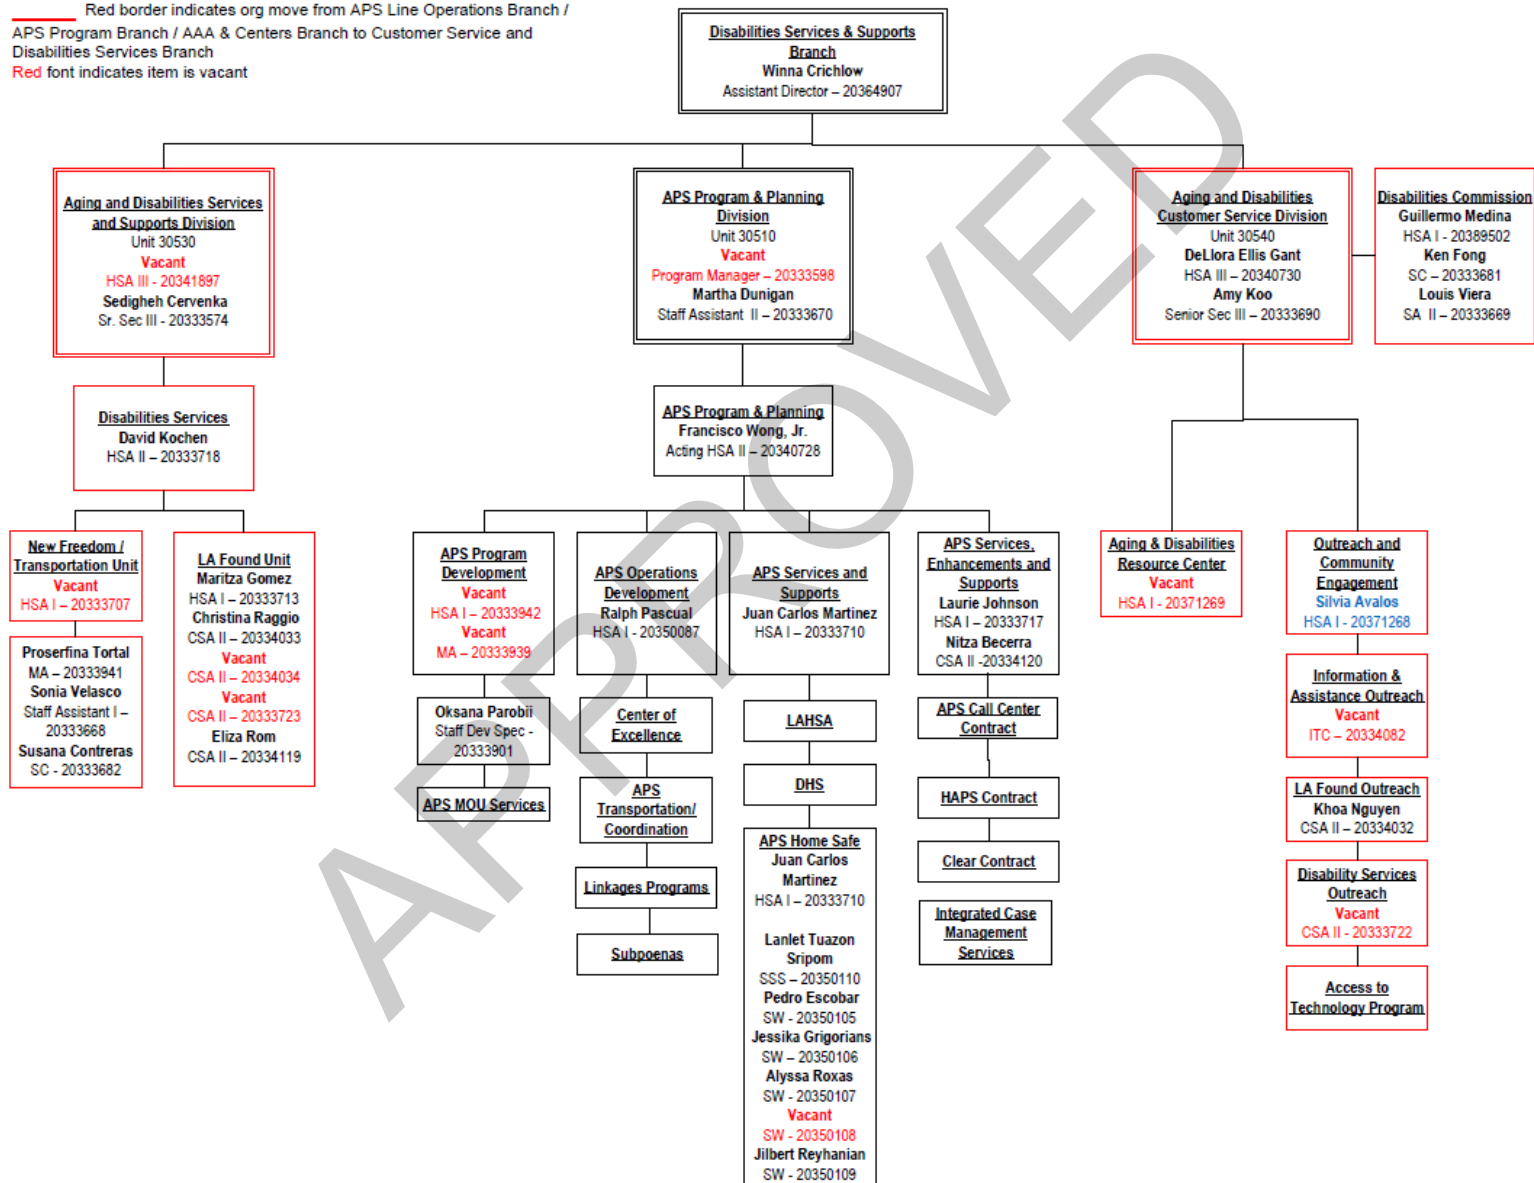 Red border indicates org move from APS Line Operations Branch /
APS Program Branch / AAA & Centers Branch to Customer Service and
Disabilities Services Branch
Red font indicates item is vacant
Disabilities Services & Supports
Branch
Winna Crichlow
Assistant Director – 20364907
Aging and Disabilities Services
and Supports Division
Unit 30530
Vacant
HSA III - 20341897
Sedigheh Cervenka
Sr. Sec III - 20333574
APS Program & Planning
Division
Unit 30510
Vacant
Program Manager – 20333598
Martha Dunigan
Staff Assistant II – 20333670
Aging and Disabilities
Customer Service Division
Unit 30540
DeLlora Ellis Gant
HSA III – 20340730
Amy Koo
Senior Sec III – 20333690
Disabilities Commission
Guillermo Medina
HSA I - 20389502
Ken Fong
SC – 20333681
Louis Viera
SA II – 20333669
Disabilities Services
David Kochen
HSA II – 20333718
APS Program & Planning
Francisco Wong, Jr.
Acting HSA II – 20340728
New Freedom /
Transportation Unit
Vacant
HSA I – 20333707
Proserfina Tortal
MA – 20333941
Sonia Velasco
Staff Assistant I –
20333668
Susana Contreras
SC - 20333682
LA Found Unit
Maritza Gomez
HSA I – 20333713
Christina Raggio
CSA II – 20334033
Vacant
CSA II – 20334034
Vacant
CSA II – 20333723
Eliza Rom
CSA II – 20334119
APS Program
Development
Vacant
HSA I – 20333942
Vacant
MA – 20333939
Oksana Parobii
Staff Dev Spec -
20333901
APS MOU Services
APS Operations
Development
Ralph Pascual
HSA I - 20350087
Center of
Excellence
APS
Transportation/
Coordination
Linkages Programs
Subpoenas
APS Services and
Supports
Juan Carlos Martinez
HSA I – 20333710
LAHSA
DHS
APS Home Safe
Juan Carlos
Martinez
HSA I – 20333710
Lanlet Tuazon
Sripom
SSS – 20350110
Pedro Escobar
SW - 20350105
Jessika Grigorians
SW – 20350106
Alyssa Roxas
SW - 20350107
Vacant
SW - 20350108
Jilbert Reyhanian
SW - 20350109
APS Services,
Enhancements and
Supports
Laurie Johnson
HSA I – 20333717
Nitza Becerra
CSA II -20334120
APS Call Center
Contract
HAPS Contract
Clear Contract
Integrated Case
Management
Services
Aging & Disabilities
Resource Center
Vacant
HSA I - 20371269
Outreach and
Community
Engagement
Silvia Avalos
HSA I - 20371268
Information &
Assistance Outreach
Vacant
ITC – 20334082
LA Found Outreach
Khoa Nguyen
CSA II – 20334032
Disability Services
Outreach
Vacant
CSA II - 20333722
Access to
Technology Program
APPROVED